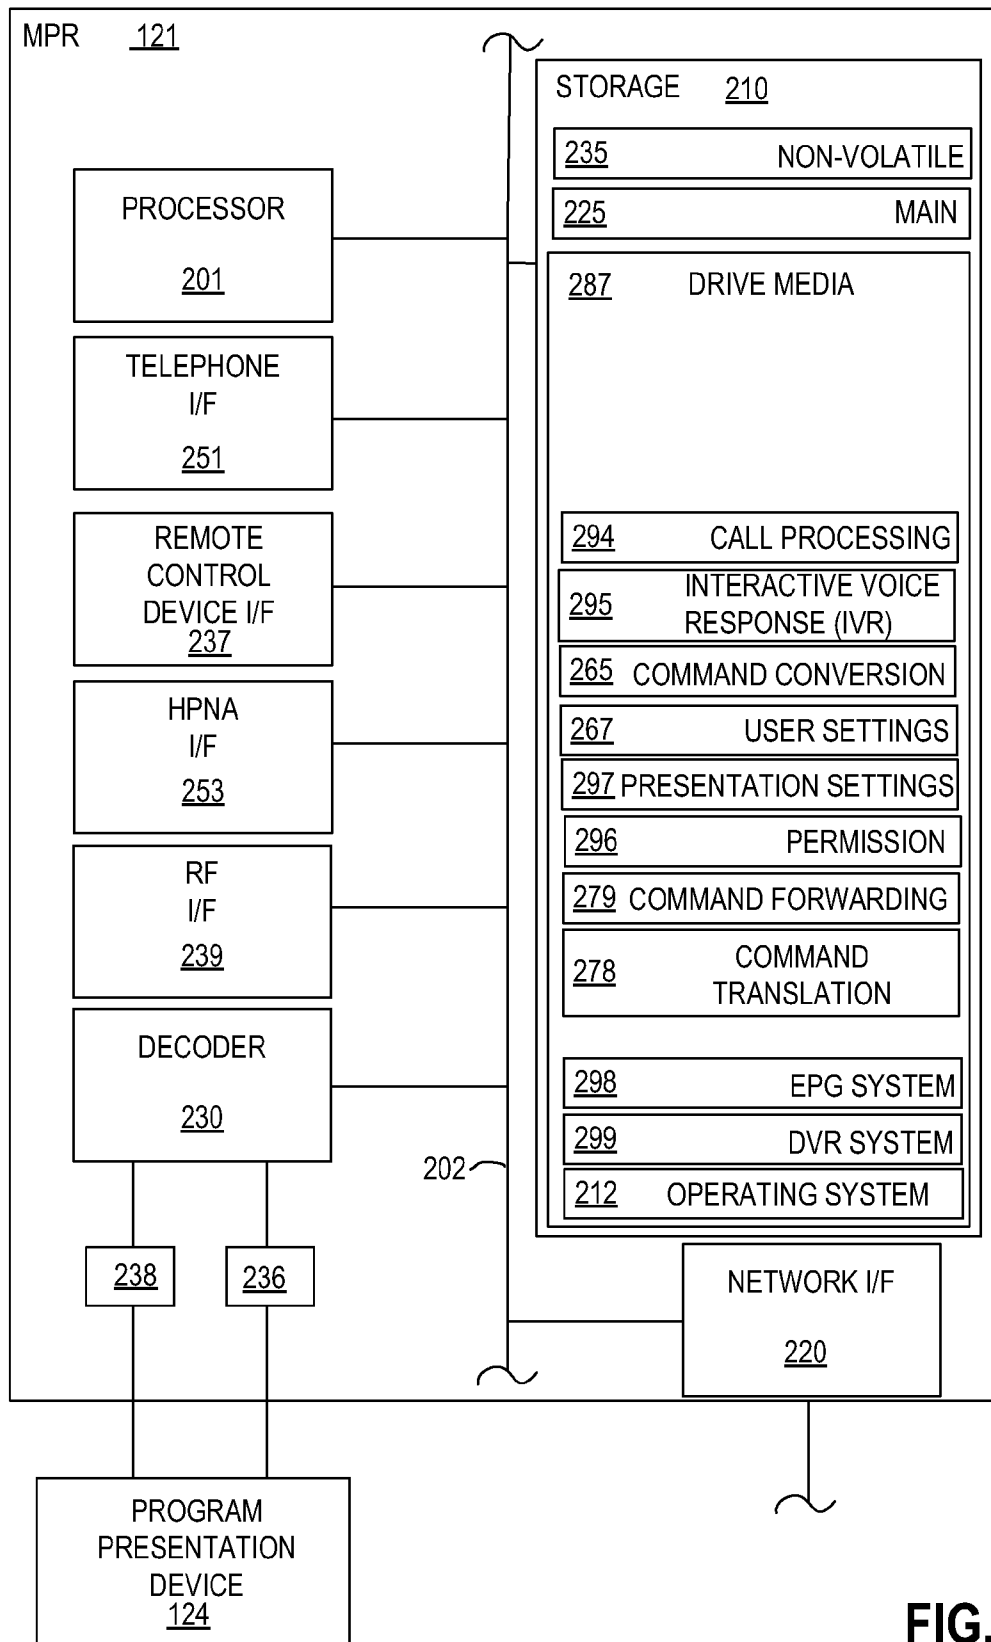 MPR 121
STORAGE 210
235 NON-VOLATILE
225 MAIN
287 DRIVE MEDIA
PROCESSOR
201
TELEPHONE
I/F
251
REMOTE
CONTROL
DEVICE I/F
237
HPNA
I/F
253
RF
I/F
239
DECODER
230
294 CALL PROCESSING
295 INTERACTIVE VOICE
RESPONSE (IVR)
265 COMMAND CONVERSION
267 USER SETTINGS
297 PRESENTATION SETTINGS
296 PERMISSION
279 COMMAND FORWARDING
278 COMMAND
TRANSLATION
298 EPG SYSTEM
299 DVR SYSTEM
212 OPERATING SYSTEM
202
238
236
NETWORK I/F
220
PROGRAM
PRESENTATION
DEVICE
124
FIG.